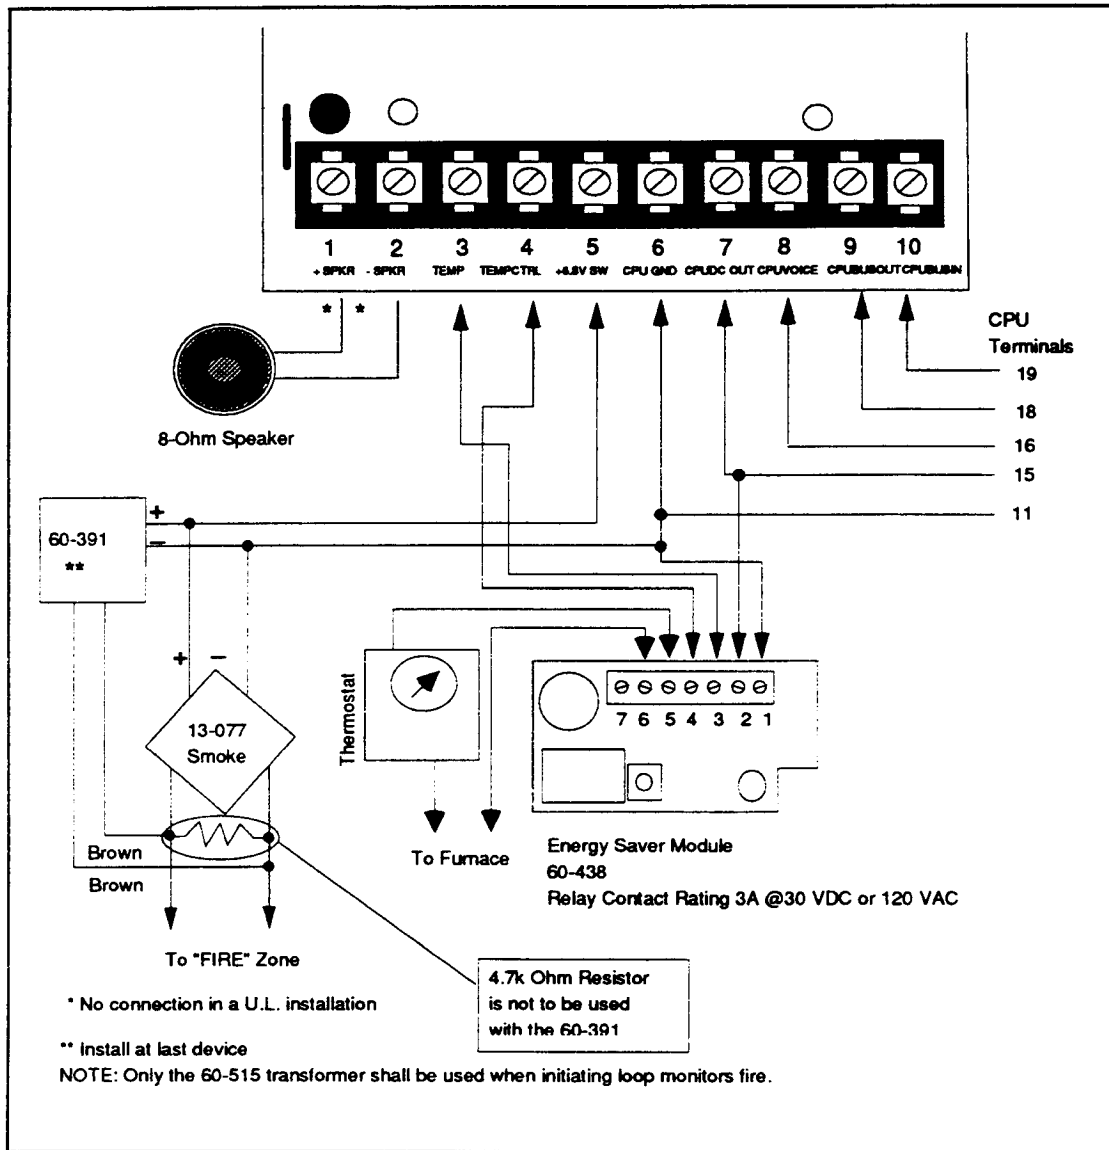 1 2 3 4 5 6 7 8 9 10
+ SPKR - SPKR TEMP TEMPCTRL +6.8V SW CPU GND CPUDC OUT CPUVOICE CPUBUSOUT CPUBUSIN
* *
CPU
Terminals
19
18
16
15
11
8-Ohm Speaker
+
60-391
−
**
+ −
13-077
Smoke
Thermostat
7 6 5 4 3 2 1
Brown
Brown
To Furnace
Energy Saver Module
60-438
Relay Contact Rating 3A @30 VDC or 120 VAC
To "FIRE" Zone
4.7k Ohm Resistor
is not to be used
with the 60-391
* No connection in a U.L. installation
** Install at last device
NOTE: Only the 60-515 transformer shall be used when initiating loop monitors fire.